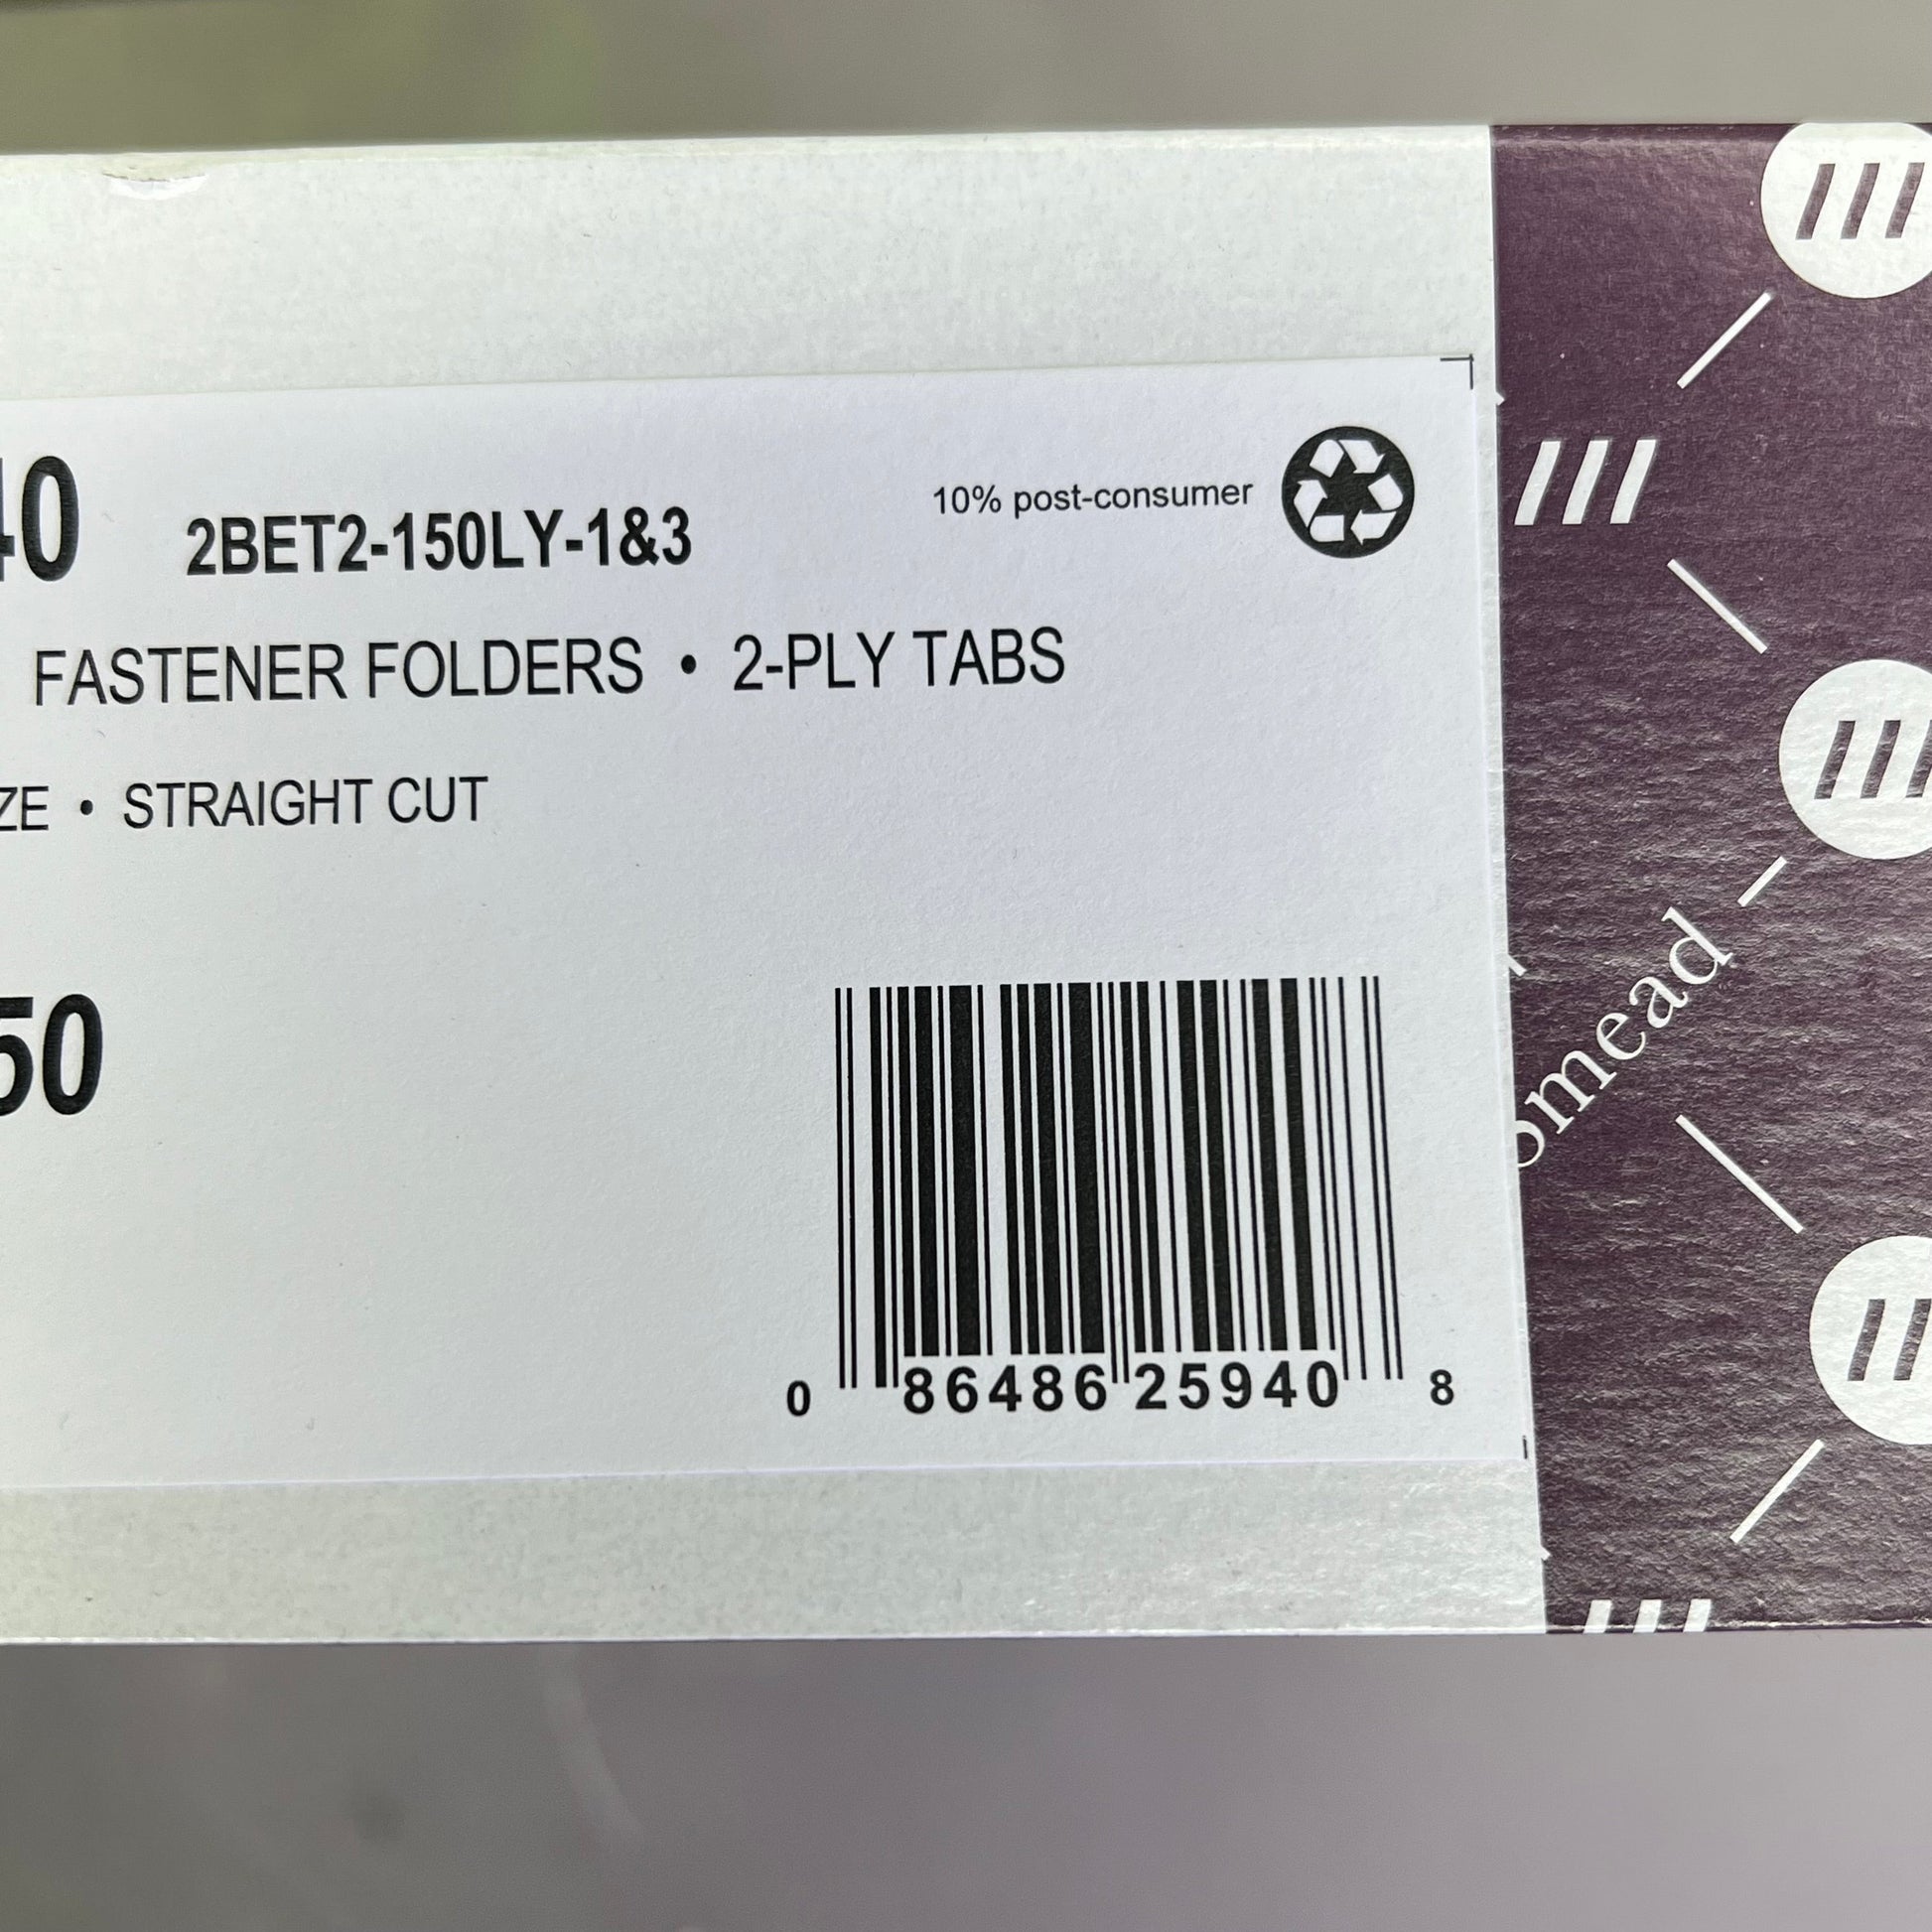 40 2BET2-150LY-1&3
10% post-consumer
FASTENER FOLDERS • 2-PLY TABS
ZE • STRAIGHT CUT
50
0 86486 25940 8
omead